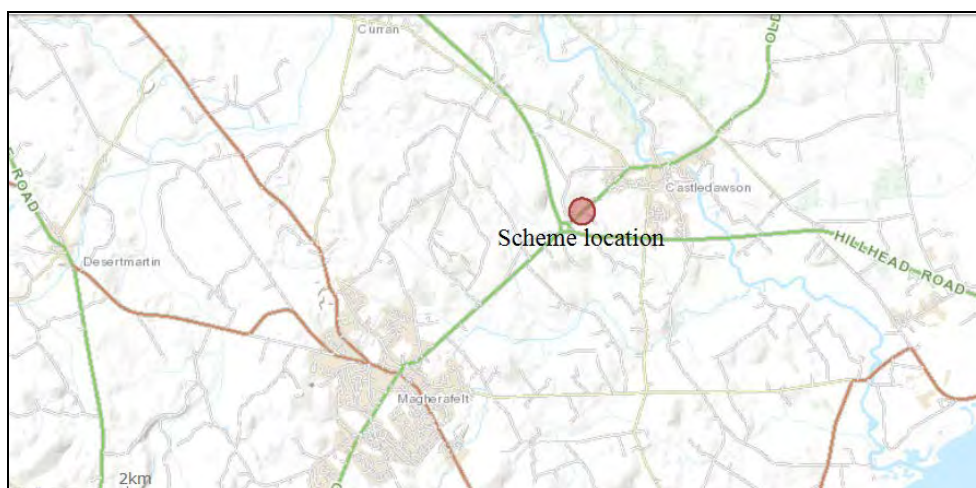 Curran
OLD
Castledawson
Scheme location
ROAD
HILLHEAD ROAD
Desertmartin
Magherafelt
2km